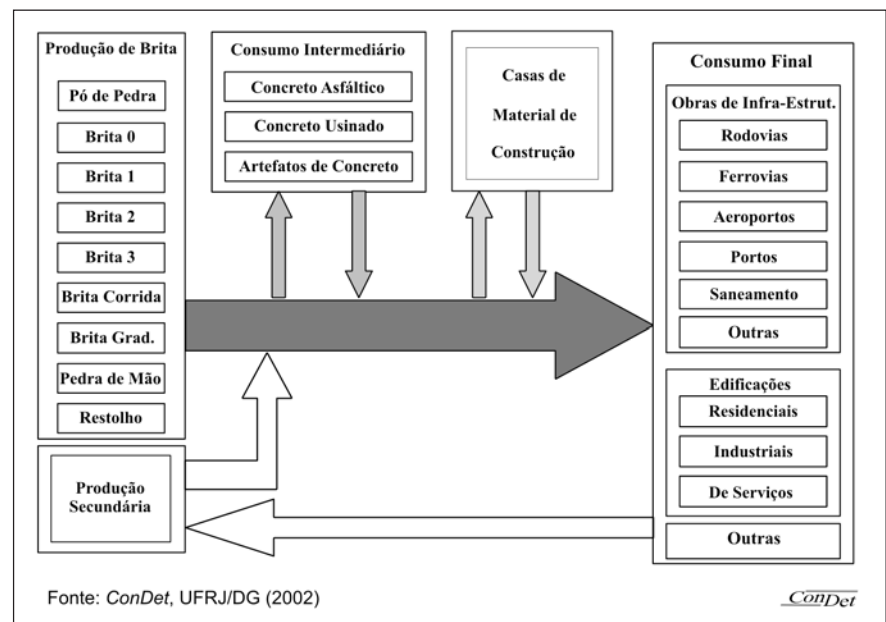 Produção de Brita
Pó de Pedra
Brita 0
Brita 1
Brita 2
Brita 3
Brita Corrida
Brita Grad.
Pedra de Mão
Restolho
Produção
Secundária
Consumo Intermediário
Concreto Asfáltico
Concreto Usinado
Artefatos de Concreto
Casas de
Material de
Construção
Consumo Final
Obras de Infra-Estrut.
Rodovias
Ferrovias
Aeroportos
Portos
Saneamento
Outras
Edificações
Residenciais
Industriais
De Serviços
Outras
Fonte: ConDet, UFRJ/DG (2002)
ConDet